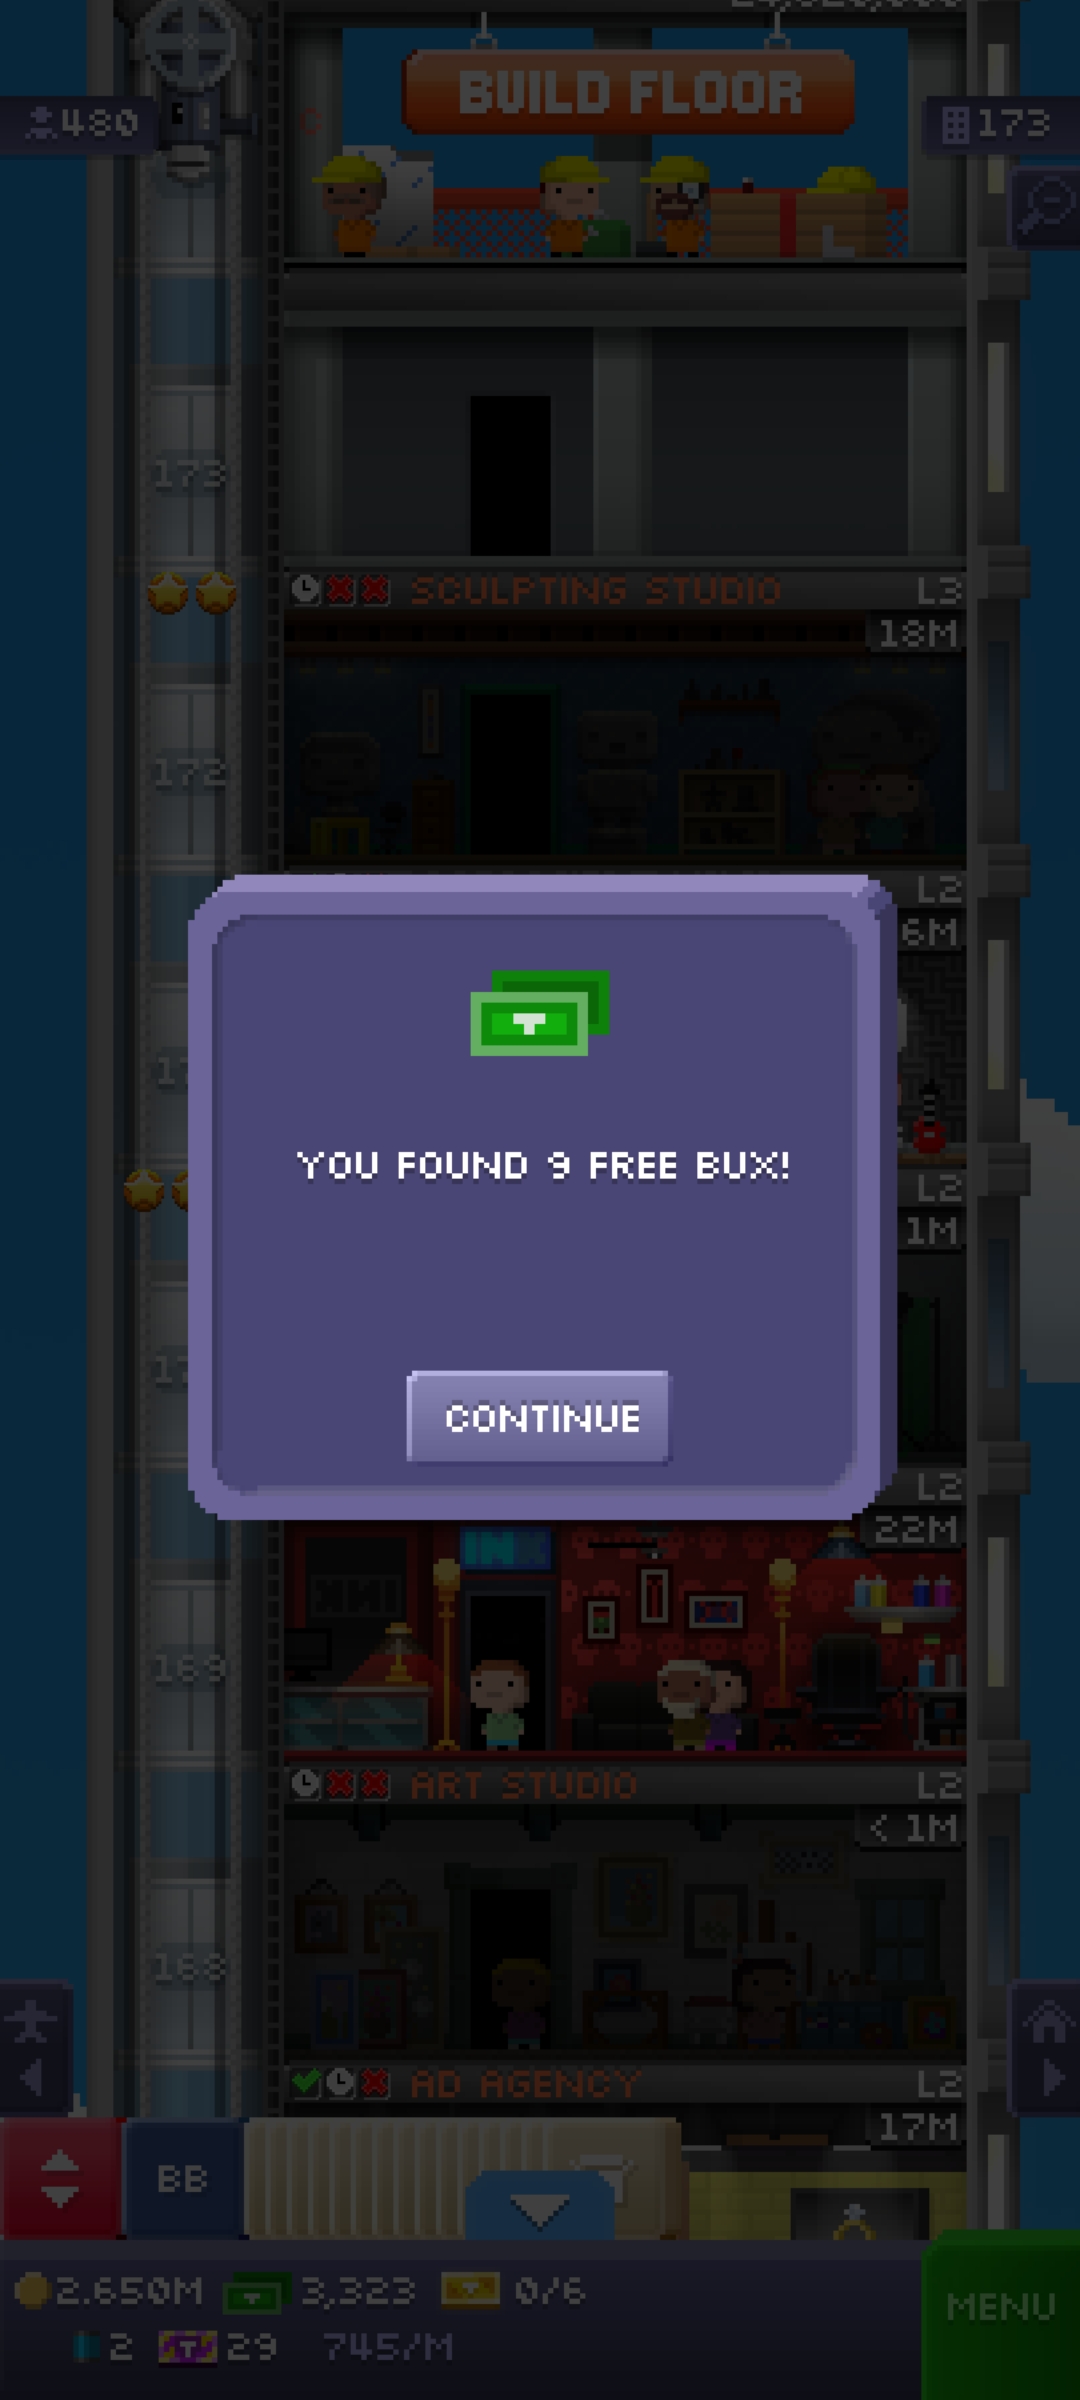 BUILD FLOOR
480
173
173
SCULPTING STUDIO
L3
18M
172
L2
6M
YOU FOUND 9 FREE BUX!
L2
1M
CONTINUE
L2
22M
INK
169
ART STUDIO
L2
< 1M
168
AD AGENCY
L2
17M
BB
2.650M
3,323
0/6
MENU
2
29
745/M